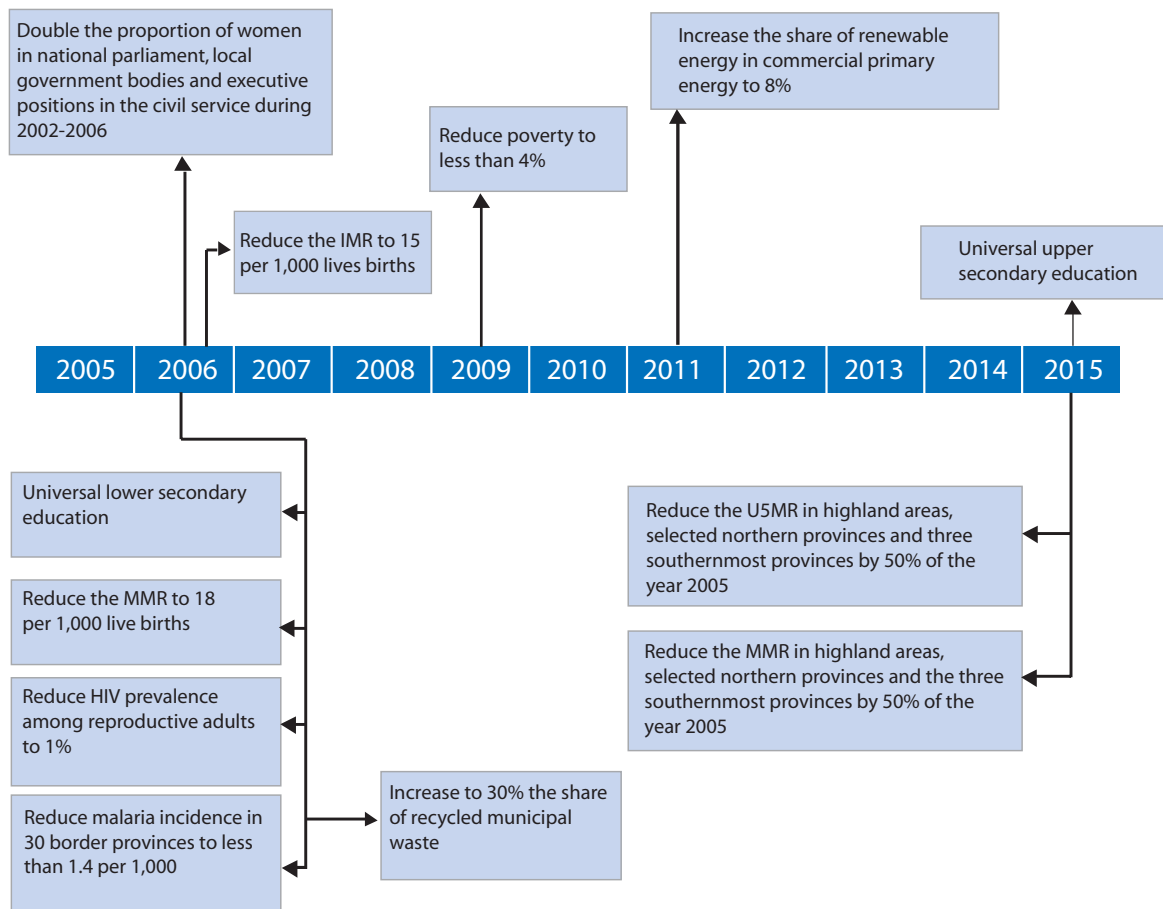 Double the proportion of women
in national parliament, local
government bodies and executive
positions in the civil service during
2002-2006
Increase the share of renewable
energy in commercial primary
energy to 8%
Reduce poverty to
less than 4%
Reduce the IMR to 15
per 1,000 lives births
Universal upper
secondary education
2005 2006 2007 2008 2009 2010 2011 2012 2013 2014 2015
Universal lower secondary
education
Reduce the MMR to 18
per 1,000 live births
Reduce HIV prevalence
among reproductive adults
to 1%
Reduce malaria incidence in
30 border provinces to less
than 1.4 per 1,000
Increase to 30% the share
of recycled municipal
waste
Reduce the U5MR in highland areas,
selected northern provinces and three
southernmost provinces by 50% of the
year 2005
Reduce the MMR in highland areas,
selected northern provinces and the three
southernmost provinces by 50% of the
year 2005